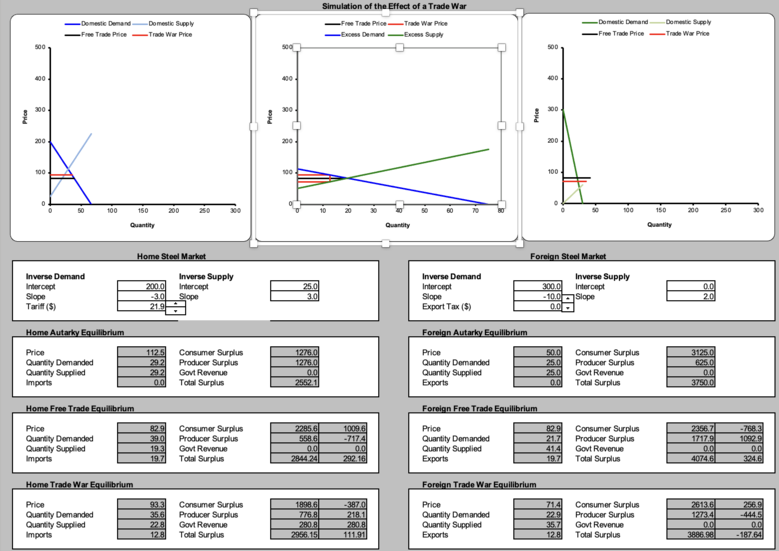 Simulation of the Effect of a Trade War
Domestic Demand Domestic Supply
Free Trade Price Trade War Price
Price
500
400
300
200
100
0
0 50 100 150 200 250 300
Quantity
Free Trade Price Trade War Price
Excess Demand Excess Supply
Price
500
400
300
200
100
0
0 10 20 30 40 50 60 70 80
Quantity
Domestic Demand Domestic Supply
Free Trade Price Trade War Price
Price
500
400
300
200
100
0
0 50 100 150 200 250 300
Quantity
Home Steel Market
Inverse Demand Inverse Supply
Intercept 200.0 Intercept 25.0
Slope -3.0 Slope 3.0
Tariff ($) 21.9
Home Autarky Equilibrium
Price 112.5 Consumer Surplus 1276.0
Quantity Demanded 29.2 Producer Surplus 1276.0
Quantity Supplied 29.2 Govt Revenue 0.0
Imports 0.0 Total Surplus 2552.1
Home Free Trade Equilibrium
Price 82.9 Consumer Surplus 2285.6 1009.6
Quantity Demanded 39.0 Producer Surplus 558.6 -717.4
Quantity Supplied 19.3 Govt Revenue 0.0 0.0
Imports 19.7 Total Surplus 2844.24 292.16
Home Trade War Equilibrium
Price 93.3 Consumer Surplus 1898.6 -387.0
Quantity Demanded 35.6 Producer Surplus 776.8 218.1
Quantity Supplied 22.8 Govt Revenue 280.8 280.8
Imports 12.8 Total Surplus 2956.15 111.91
Foreign Steel Market
Inverse Demand Inverse Supply
Intercept 300.0 Intercept 0.0
Slope -10.0 Slope 2.0
Export Tax ($) 0.0
Foreign Autarky Equilibrium
Price 50.0 Consumer Surplus 3125.0
Quantity Demanded 25.0 Producer Surplus 625.0
Quantity Supplied 25.0 Govt Revenue 0.0
Exports 0.0 Total Surplus 3750.0
Foreign Free Trade Equilibrium
Price 82.9 Consumer Surplus 2356.7 -768.3
Quantity Demanded 21.7 Producer Surplus 1717.9 1092.9
Quantity Supplied 41.4 Govt Revenue 0.0 0.0
Exports 19.7 Total Surplus 4074.6 324.6
Foreign Trade War Equilibrium
Price 71.4 Consumer Surplus 2613.6 256.9
Quantity Demanded 22.9 Producer Surplus 1273.4 -444.5
Quantity Supplied 35.7 Govt Revenue 0.0 0.0
Exports 12.8 Total Surplus 3886.98 -187.64